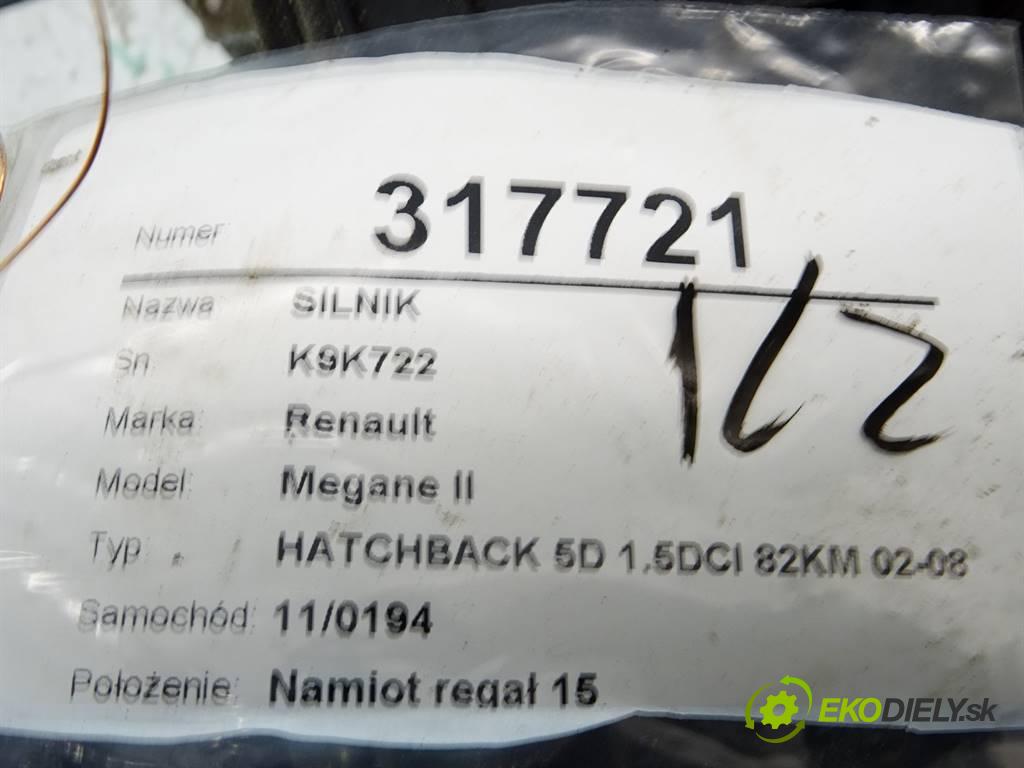 Numer: 317721
Nazwa SILNIK
Sn K9K722
Marka: Renault
Model: Megane II
Typ: HATCHBACK 5D 1.5DCI 82KM 02-08
Samochód: 11/0194
Położenie: Namiot regał 15
EKODIELY.sk